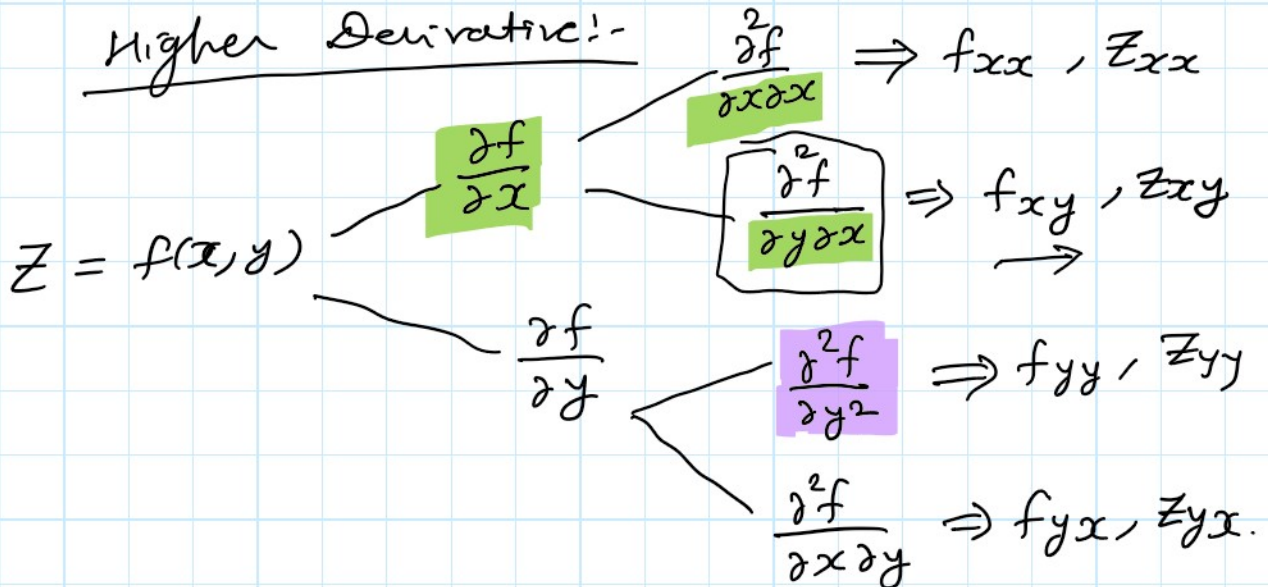 Higher Derivative:-
∂²f/∂x∂x ⇒ fxx , Zxx
∂f/∂x
∂²f/∂y∂x ⇒ fxy , Zxy
Z = f(x,y)
∂f/∂y
∂²f/∂y² ⇒ fyy , Zyy
∂²f/∂x∂y ⇒ fyx , Zyx.